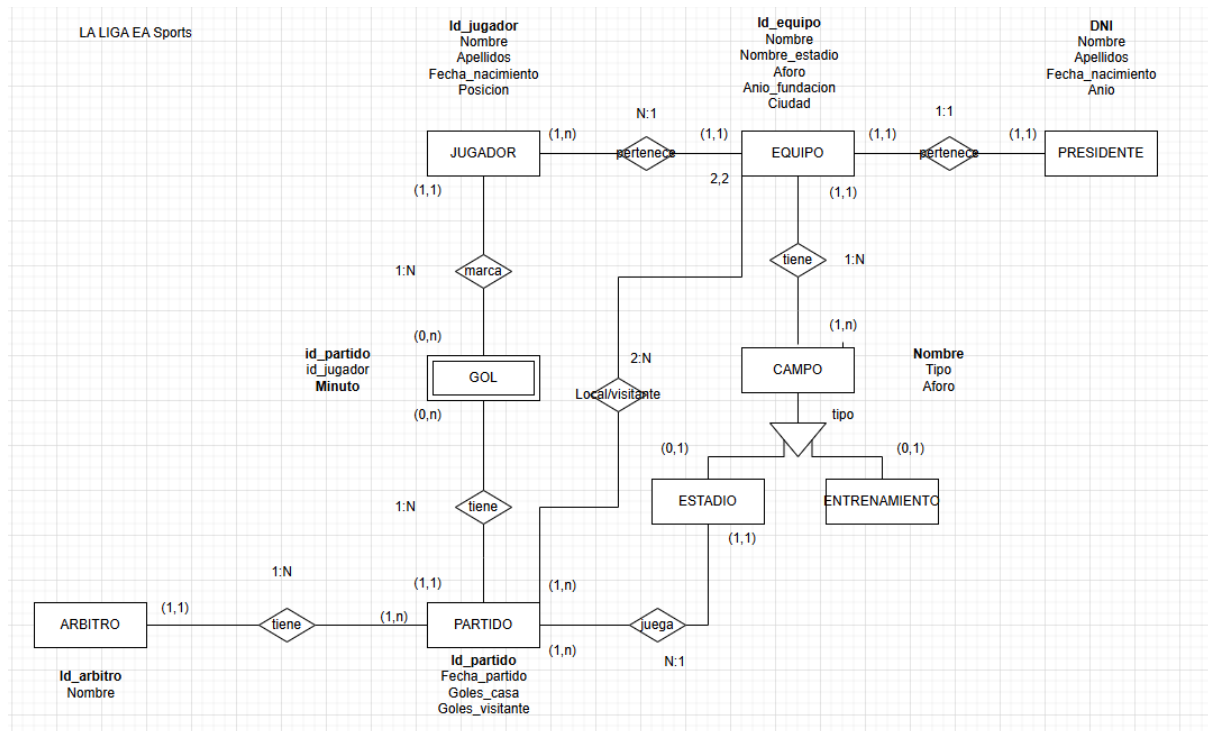 LA LIGA EA Sports
Id_jugador
Nombre
Apellidos
Fecha_nacimiento
Posicion
Id_equipo
Nombre
Nombre_estadio
Aforo
Anio_fundacion
Ciudad
DNI
Nombre
Apellidos
Fecha_nacimiento
Anio
N:1
1:1
JUGADOR
(1,n)
pertenece
(1,1)
EQUIPO
(1,1)
pertenece
(1,1)
PRESIDENTE
(1,1)
2,2
(1,1)
1:N
marca
tiene
1:N
(0,n)
(1,n)
id_partido
id_jugador
Minuto
GOL
2:N
CAMPO
Nombre
Tipo
Aforo
Local/visitante
(0,n)
tipo
(0,1)
(0,1)
1:N
tiene
ESTADIO
ENTRENAMIENTO
(1,1)
1:N
(1,1)
(1,n)
ARBITRO
(1,1)
tiene
(1,n)
PARTIDO
juega
(1,n)
N:1
Id_arbitro
Nombre
Id_partido
Fecha_partido
Goles_casa
Goles_visitante